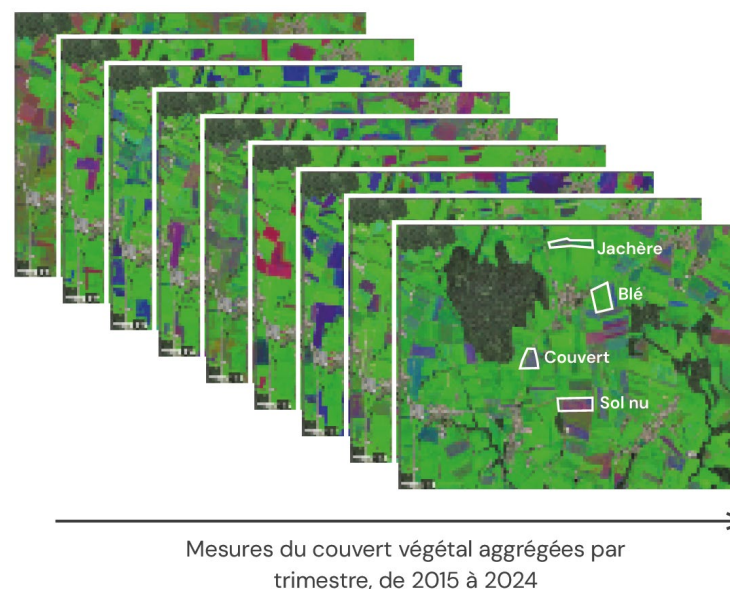 Jachère
Blé
Couvert
Sol nu
Mesures du couvert végétal aggrégées par
trimestre, de 2015 à 2024